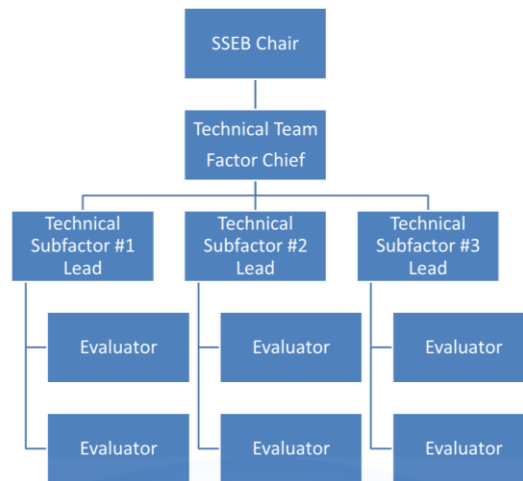 SSEB Chair
Technical Team
Factor Chief
Technical
Subfactor #1
Lead
Technical
Subfactor #2
Lead
Technical
Subfactor #3
Lead
Evaluator
Evaluator
Evaluator
Evaluator
Evaluator
Evaluator